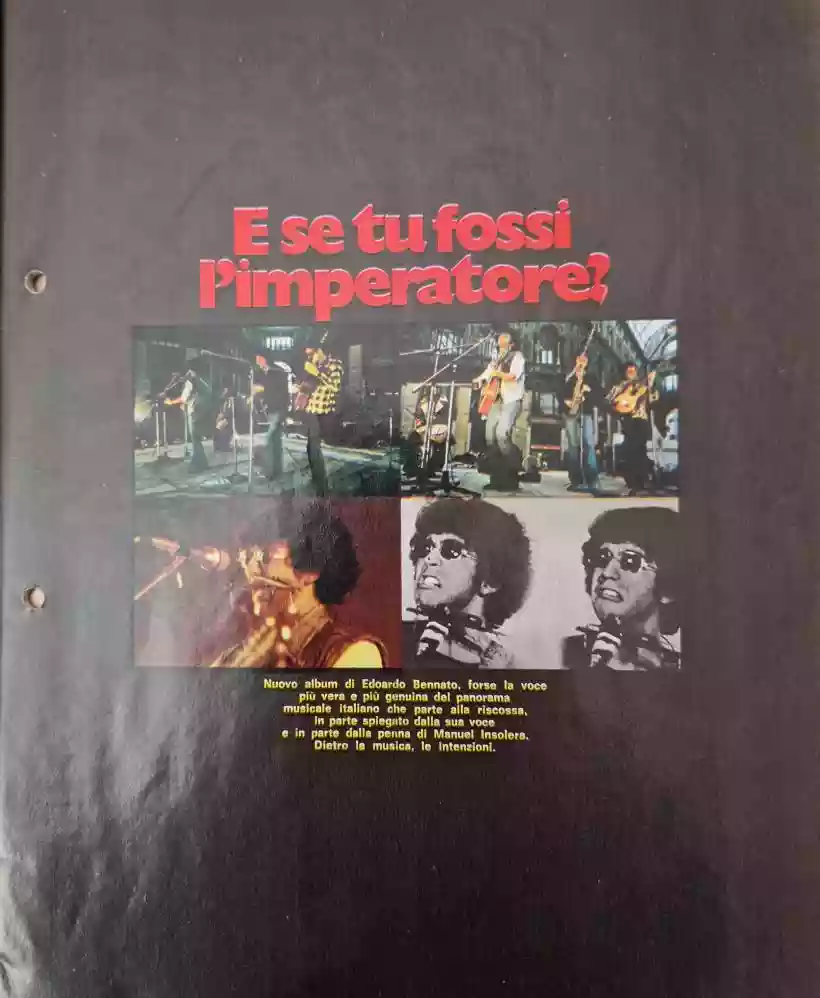 E se tu fossi
l'imperatore?
Nuovo album di Edoardo Bennato, forse la voce
più vera e più genuina del panorama
musicale italiano che parte alla riscossa,
in parte spiegato dalla sua voce
e in parte dalla penna di Manuel Insolera.
Dietro la musica, le intenzioni.